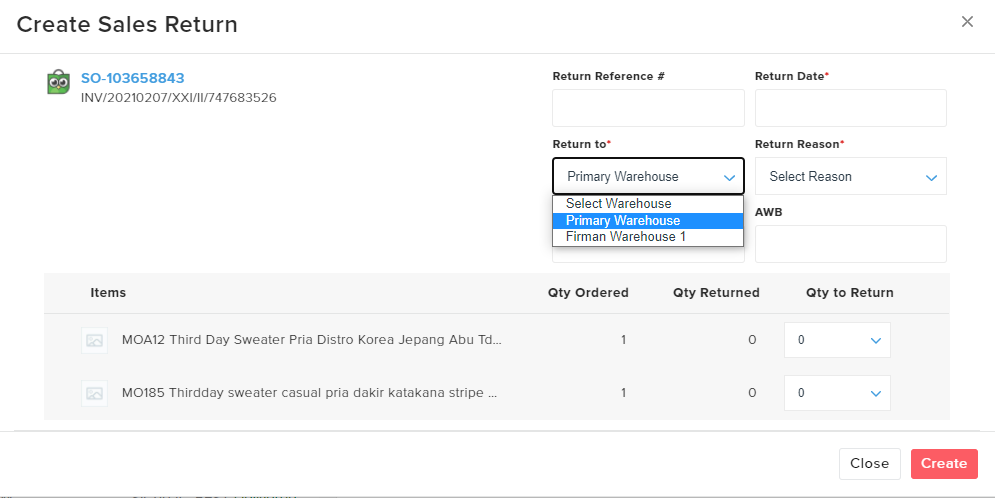 Create Sales Return
SO-103658843
INV/20210207/XXI/II/747683526
Return Reference #
Return Date*
Return to*
Return Reason*
Primary Warehouse
Select Reason
Select Warehouse
Primary Warehouse
Firman Warehouse 1
AWB
Items Qty Ordered Qty Returned Qty to Return
MOA12 Third Day Sweater Pria Distro Korea Jepang Abu Td... 1 0 0
MO185 Thirdday sweater casual pria dakir katakana stripe ... 1 0 0
Close Create